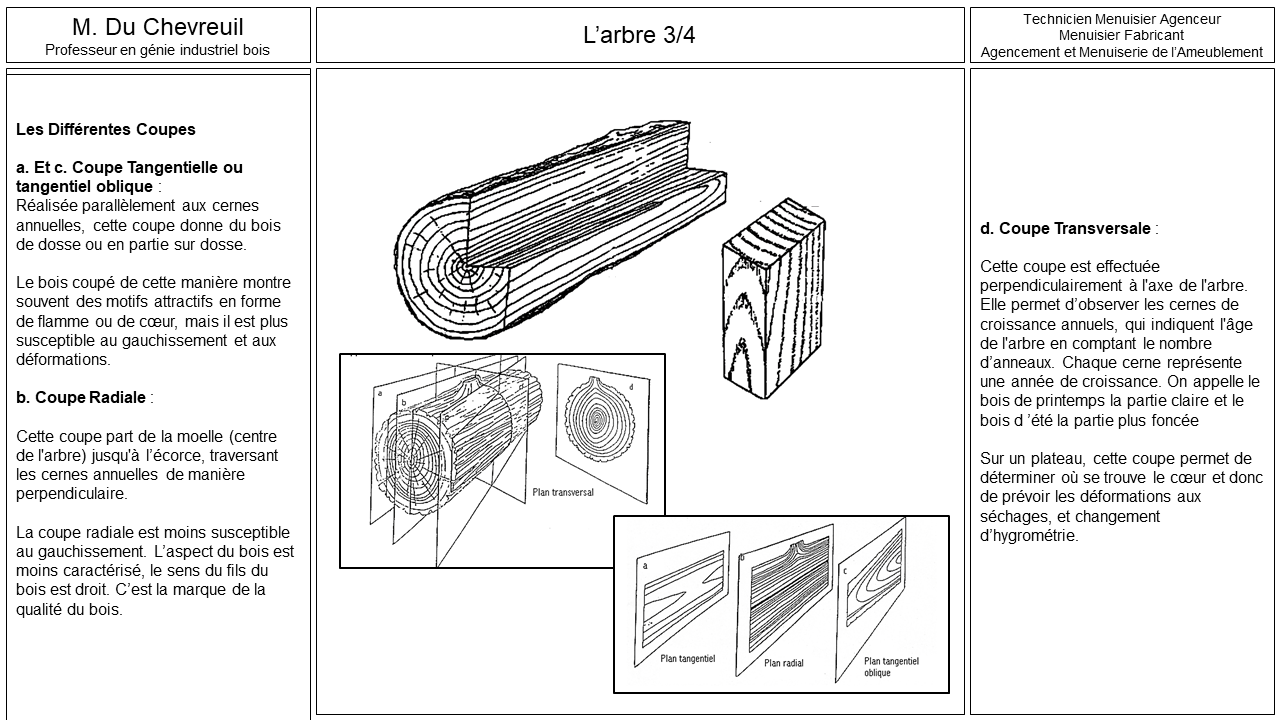 M. Du Chevreuil
Professeur en génie industriel bois
L’arbre 3/4
Technicien Menuisier Agenceur
Menuisier Fabricant
Agencement et Menuiserie de l’Ameublement
Les Différentes Coupes
a. Et c. Coupe Tangentielle ou
tangentiel oblique :
Réalisée parallèlement aux cernes
annuelles, cette coupe donne du bois
de dosse ou en partie sur dosse.
Le bois coupé de cette manière montre
souvent des motifs attractifs en forme
de flamme ou de cœur, mais il est plus
susceptible au gauchissement et aux
déformations.
b. Coupe Radiale :
Cette coupe part de la moelle (centre
de l'arbre) jusqu'à l’écorce, traversant
les cernes annuelles de manière
perpendiculaire.
La coupe radiale est moins susceptible
au gauchissement. L’aspect du bois est
moins caractérisé, le sens du fils du
bois est droit. C’est la marque de la
qualité du bois.
a
b
c
d
Plan transversal
a
b
c
Plan tangentiel
Plan radial
Plan tangentiel
oblique
d. Coupe Transversale :
Cette coupe est effectuée
perpendiculairement à l'axe de l'arbre.
Elle permet d’observer les cernes de
croissance annuels, qui indiquent l'âge
de l'arbre en comptant le nombre
d’anneaux. Chaque cerne représente
une année de croissance. On appelle le
bois de printemps la partie claire et le
bois d ’été la partie plus foncée
Sur un plateau, cette coupe permet de
déterminer où se trouve le cœur et donc
de prévoir les déformations aux
séchages, et changement
d’hygrométrie.